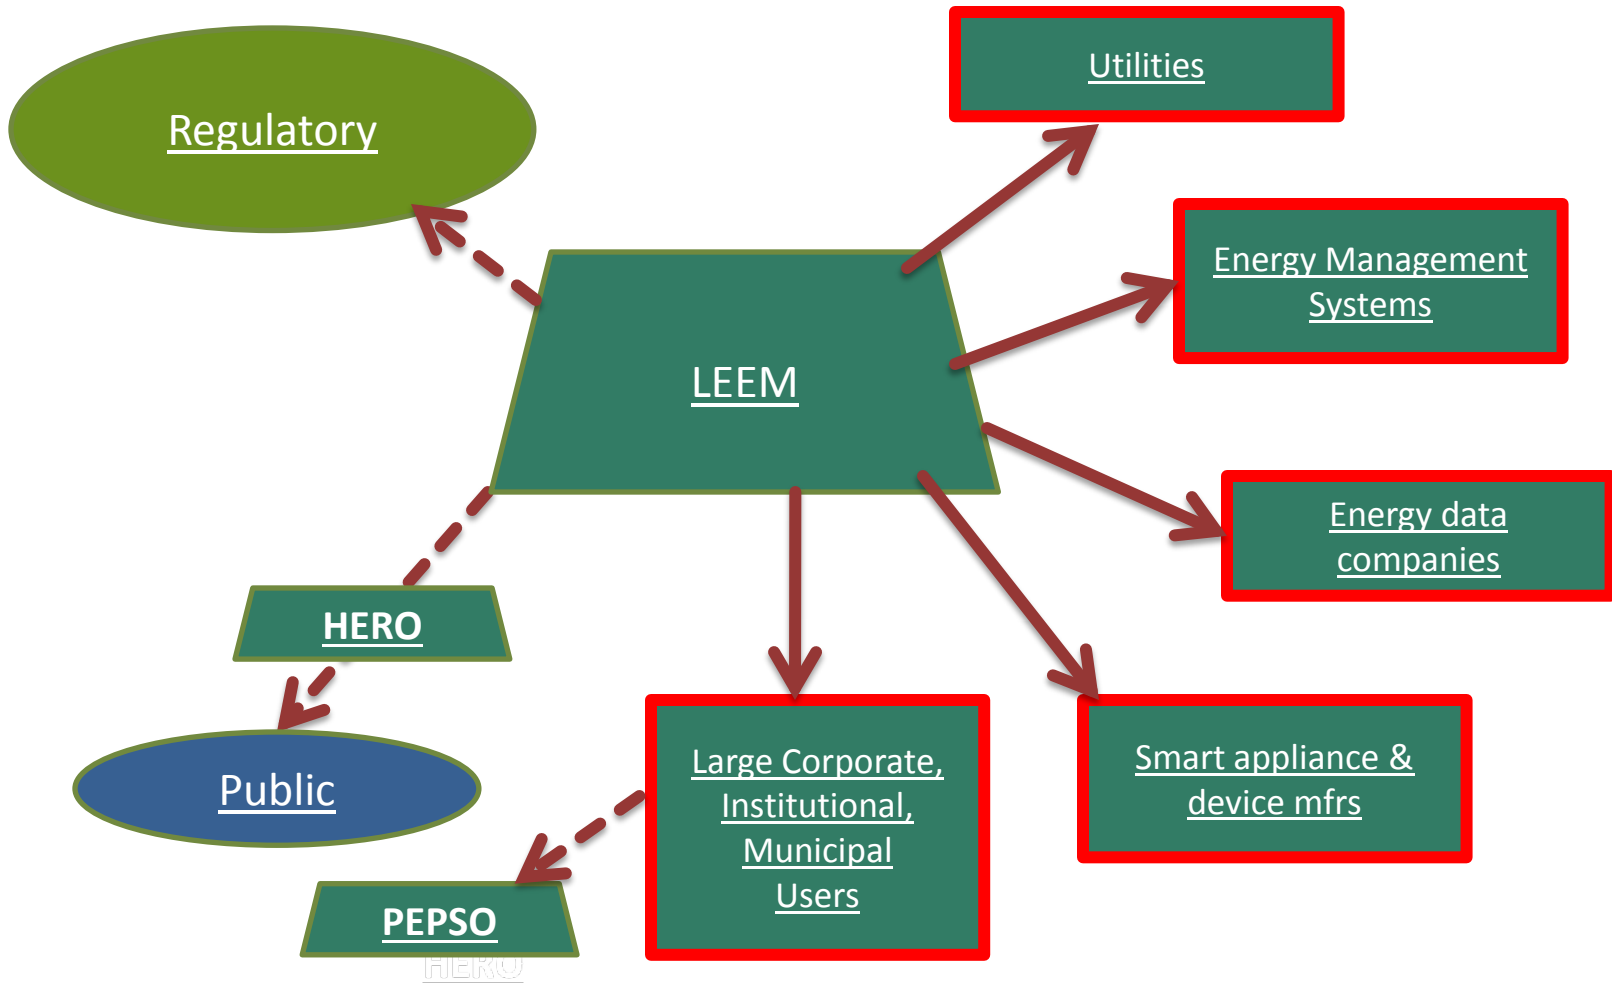 Utilities
Regulatory
Energy Management
Systems
LEEM
Energy data
companies
HERO
Public
Large Corporate,
Institutional,
Municipal
Users
Smart appliance &
device mfrs
PEPSO
HERO